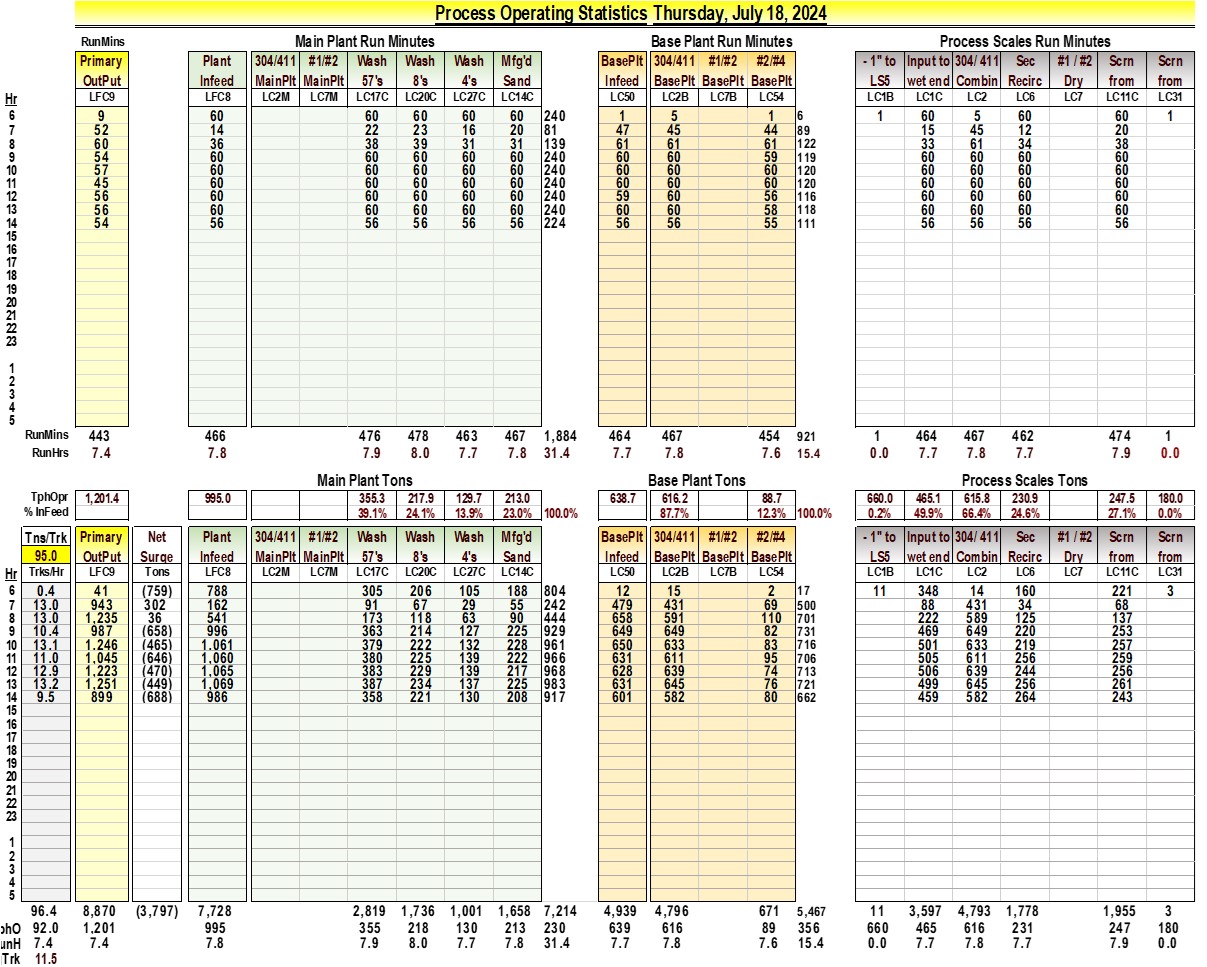 Process Operating Statistics Thursday, July 18, 2024
RunMins Main Plant Run Minutes Base Plant Run Minutes Process Scales Run Minutes
Primary Plant 304/411 #1/#2 Wash Wash Wash Mfg'd BasePlt 304/411 #1/#2 #2/#4 - 1" to Input to 304/ 411 Sec #1 / #2 Scrn Scrn
OutPut Infeed MainPlt MainPlt 57's 8's 4's Sand Infeed BasePlt BasePlt BasePlt LS5 wet end Combin Recirc Dry from from
Hr LFC9 LFC8 LC2M LC7M LC17C LC20C LC27C LC14C LC50 LC2B LC7B LC54 LC1B LC1C LC2 LC6 LC7 LC11C LC31
6 9 60 60 60 60 60 240 1 5 1 6 1 60 5 60 60 1
7 52 14 22 23 16 20 81 47 45 44 89 15 45 12 20
8 60 36 38 39 31 31 139 61 61 61 122 33 61 34 38
9 54 60 60 60 60 60 240 60 60 59 119 60 60 60 60
10 57 60 60 60 60 60 240 60 60 60 120 60 60 60 60
11 45 60 60 60 60 60 240 60 60 60 120 60 60 60 60
12 56 60 60 60 60 60 240 59 60 56 116 60 60 60 60
13 56 60 60 60 60 60 240 60 60 58 118 60 60 60 60
14 54 56 56 56 56 56 224 56 56 55 111 56 56 56 56
15
16
17
18
19
20
21
22
23
1
2
3
4
5
RunMins 443 466 476 478 463 467 1,884 464 467 454 921 1 464 467 462 474 1
RunHrs 7.4 7.8 7.9 8.0 7.7 7.8 31.4 7.7 7.8 7.6 15.4 0.0 7.7 7.8 7.7 7.9 0.0
Main Plant Tons Base Plant Tons Process Scales Tons
TphOpr 1,201.4 995.0 355.3 217.9 129.7 213.0 638.7 616.2 88.7 660.0 465.1 615.8 230.9 247.5 180.0
% InFeed 39.1% 24.1% 13.9% 23.0% 100.0% 87.7% 12.3% 100.0% 0.2% 49.9% 66.4% 24.6% 27.1% 0.0%
Tns/Trk Primary Net Plant 304/411 #1/#2 Wash Wash Wash Mfg'd BasePlt 304/411 #1/#2 #2/#4 - 1" to Input to 304/ 411 Sec #1 / #2 Scrn Scrn
95.0 OutPut Surge Infeed MainPlt MainPlt 57's 8's 4's Sand Infeed BasePlt BasePlt BasePlt LS5 wet end Combin Recirc Dry from from
Hr Trks/Hr LFC9 Tons LFC8 LC2M LC7M LC17C LC20C LC27C LC14C LC50 LC2B LC7B LC54 LC1B LC1C LC2 LC6 LC7 LC11C LC31
6 0.4 41 (759) 788 305 206 105 188 804 12 15 2 17 11 348 14 160 221 3
7 13.0 943 302 162 91 67 29 55 242 479 431 69 500 88 431 34 68
8 13.0 1,235 36 541 173 118 63 90 444 658 591 110 701 222 589 125 137
9 10.4 987 (658) 996 363 214 127 225 929 649 649 82 731 469 649 220 253
10 13.1 1,246 (465) 1,061 379 222 132 228 961 650 633 83 716 501 633 219 257
11 11.0 1,045 (646) 1,060 380 225 139 222 966 631 611 95 706 505 611 256 259
12 12.9 1,223 (470) 1,065 383 229 139 217 968 628 639 74 713 506 639 244 256
13 13.2 1,251 (449) 1,069 387 234 137 225 983 631 645 76 721 499 645 256 261
14 9.5 899 (688) 986 358 221 130 208 917 601 582 80 662 459 582 264 243
15
16
17
18
19
20
21
22
23
1
2
3
4
5
96.4 8,870 (3,797) 7,728 2,819 1,736 1,001 1,658 7,214 4,939 4,796 671 5,467 11 3,597 4,793 1,778 1,955 3
phO 92.0 1,201 995 355 218 130 213 230 639 616 89 356 660 465 616 231 247 180
unH 7.4 7.4 7.8 7.9 8.0 7.7 7.8 31.4 7.7 7.8 7.6 15.4 0.0 7.7 7.8 7.7 7.9 0.0
Trk 11.5